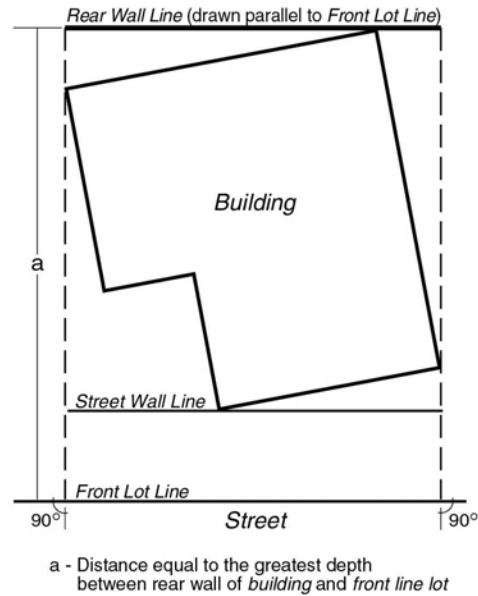 Rear Wall Line (drawn parallel to Front Lot Line)
Building
a
Street Wall Line
Front Lot Line
90° Street 90°
a - Distance equal to the greatest depth
between rear wall of building and front line lot